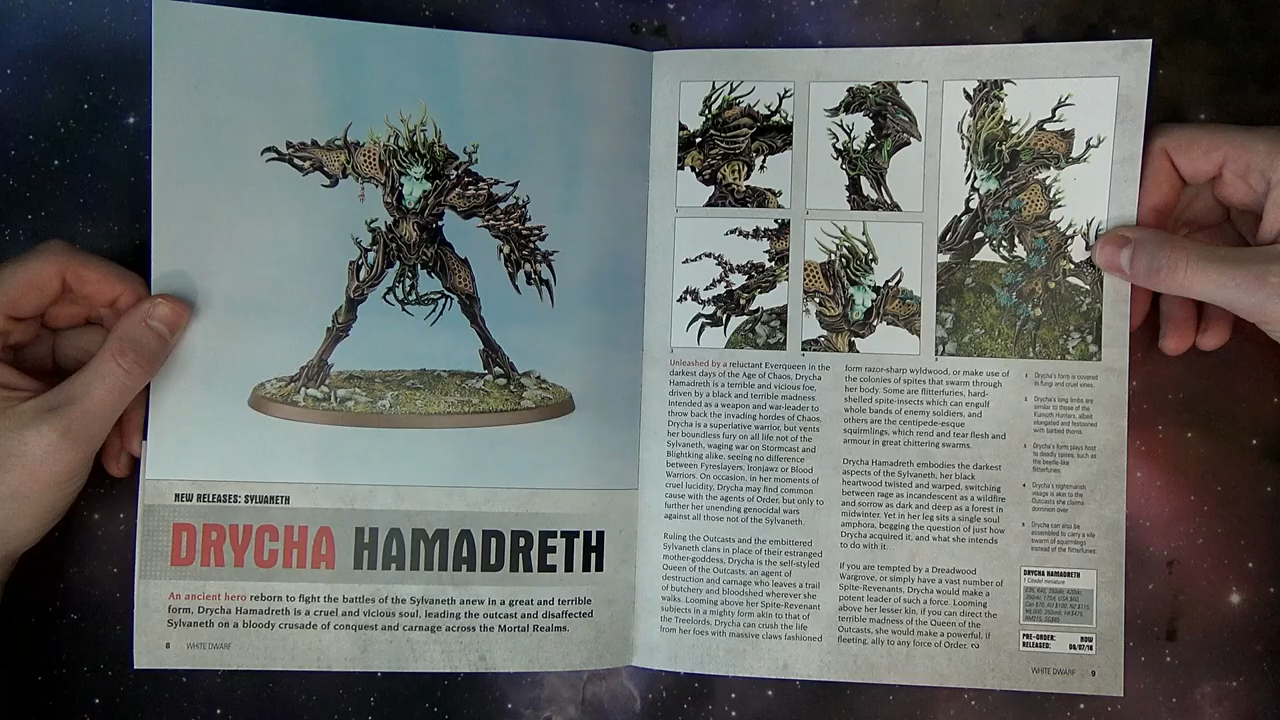 NEW RELEASES: SYLVANETH
DRYCHA HAMADRETH
An ancient hero reborn to fight the battles of the Sylvaneth anew in a great and terrible
form, Drycha Hamadreth is a cruel and vicious soul, leading the outcast and disaffected
Sylvaneth on a bloody crusade of conquest and carnage across the Mortal Realms.
8 WHITE DWARF
1
2
3
4
5
Unleashed by a reluctant Everqueen in the
darkest days of the Age of Chaos, Drycha
Hamadreth is a terrible and vicious foe,
driven by a black and terrible madness.
Intended as a weapon and war-leader to
throw back the invading hordes of Chaos,
Drycha is a superlative warrior, but vents
her boundless fury on all life not of the
Sylvaneth, waging war on Stormcast and
Blightking alike, seeing no difference
between Fyreslayers, Ironjawz or Blood
Warriors. On occasion, in her moments of
cruel lucidity, Drycha may find common
cause with the agents of Order, but only to
further her unending genocidal wars
against all those not of the Sylvaneth.
Ruling the Outcasts and the embittered
Sylvaneth clans in place of their estranged
mother-goddess, Drycha is the self-styled
Queen of the Outcasts, an agent of
destruction and carnage who leaves a trail
of butchery and bloodshed wherever she
walks. Looming above her Spite-Revenant
subjects in a mighty form akin to that of
the Treelords, Drycha can crush the life
from her foes with massive claws fashioned
form razor-sharp wyldwood, or make use of
the colonies of spites that swarm through
her body. Some are flitterfuries, hard-
shelled spite-insects which can engulf
whole bands of enemy soldiers, and
others are the centipede-esque
squirmlings, which rend and tear flesh and
armour in great chittering swarms.
Drycha Hamadreth embodies the darkest
aspects of the Sylvaneth, her black
heartwood twisted and warped, switching
between rage as incandescent as a wildfire
and sorrow as dark and deep as a forest in
midwinter. Yet in her leg sits a single soul
amphora, begging the question of just how
Drycha acquired it, and what she intends
to do with it…
If you are tempted by a Dreadwood
Wargrove, or simply have a vast number of
Spite-Revenants, Drycha would make a
potent leader of such a force. Looming
above her lesser kin, if you can direct the
terrible madness of the Queen of the
Outcasts, she would make a powerful, if
fleeting, ally to any force of Order.
1 Drycha's form is covered
in fungi and cruel vines.
2 Drycha's long limbs are
similar to those of the
Kurnoth Hunters, albeit
elongated and festooned
with barbed thorns.
3 Drycha's form plays host
to deadly spites, such as
the beetle-like
flitterfuries.
4 Drycha's nightmarish
visage is akin to the
Outcasts she claims
dominion over.
5 Drycha can also be
assembled to carry a vile
swarm of squirmlings
instead of the flitterfuries.
DRYCHA HAMADRETH
1 Citadel miniature
PRE-ORDER: NOW
RELEASED: 09/07/16
WHITE DWARF 9